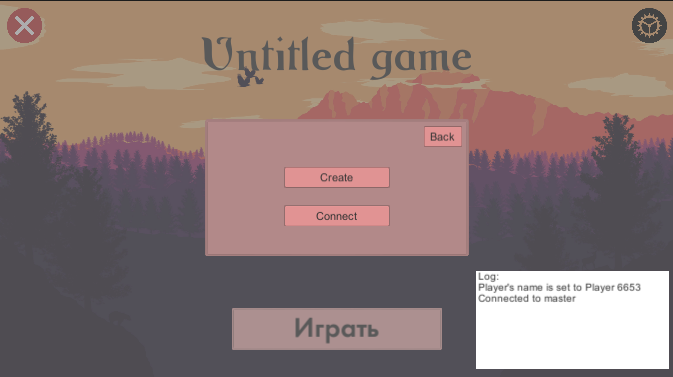 Untitled game
Back
Create
Connect
Log:
Player's name is set to Player 6653
Connected to master
Играть